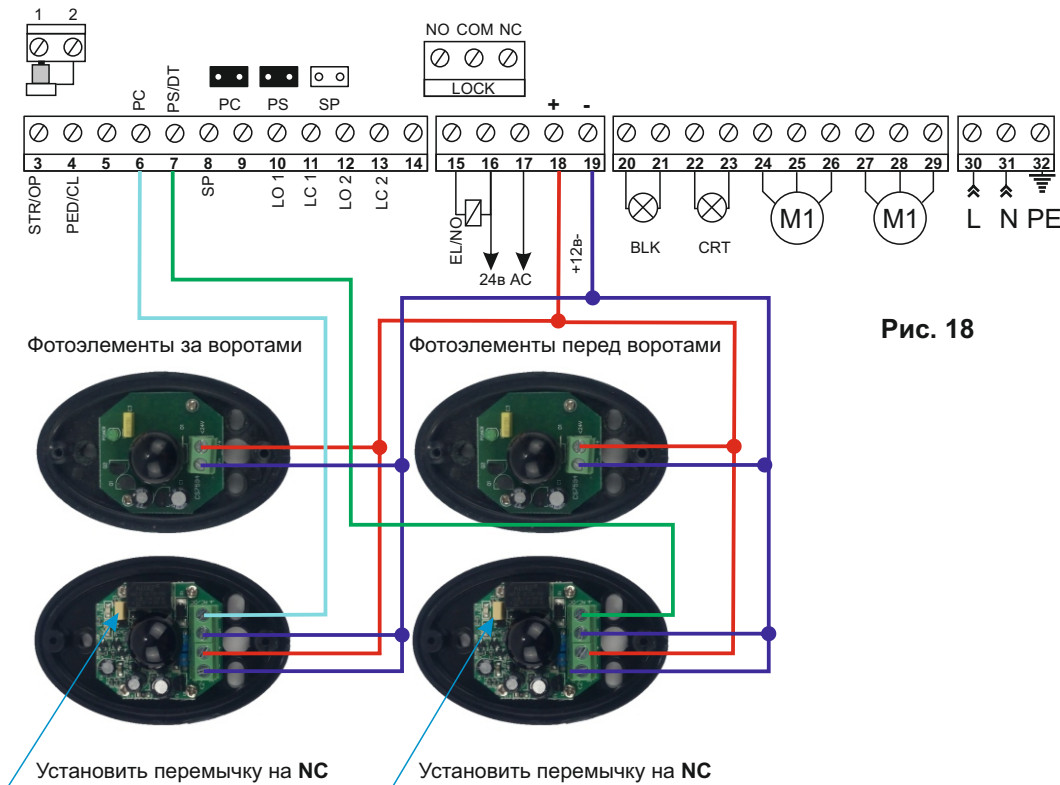 1 2
NO COM NC
LOCK
PC
PS/DT
PC PS SP
+ -
3 4 5 6 7 8 9 10 11 12 13 14
15 16 17 18 19
20 21 22 23 24 25 26 27 28 29
30 31 32
STR/OP
PED/CL
SP
LO 1
LC 1
LO 2
LC 2
EL/NO
24в AC
+12в-
BLK
CRT
M1
M1
L N PE
Рис. 18
Фотоэлементы за воротами
Фотоэлементы перед воротами
Установить перемычку на NC
Установить перемычку на NC